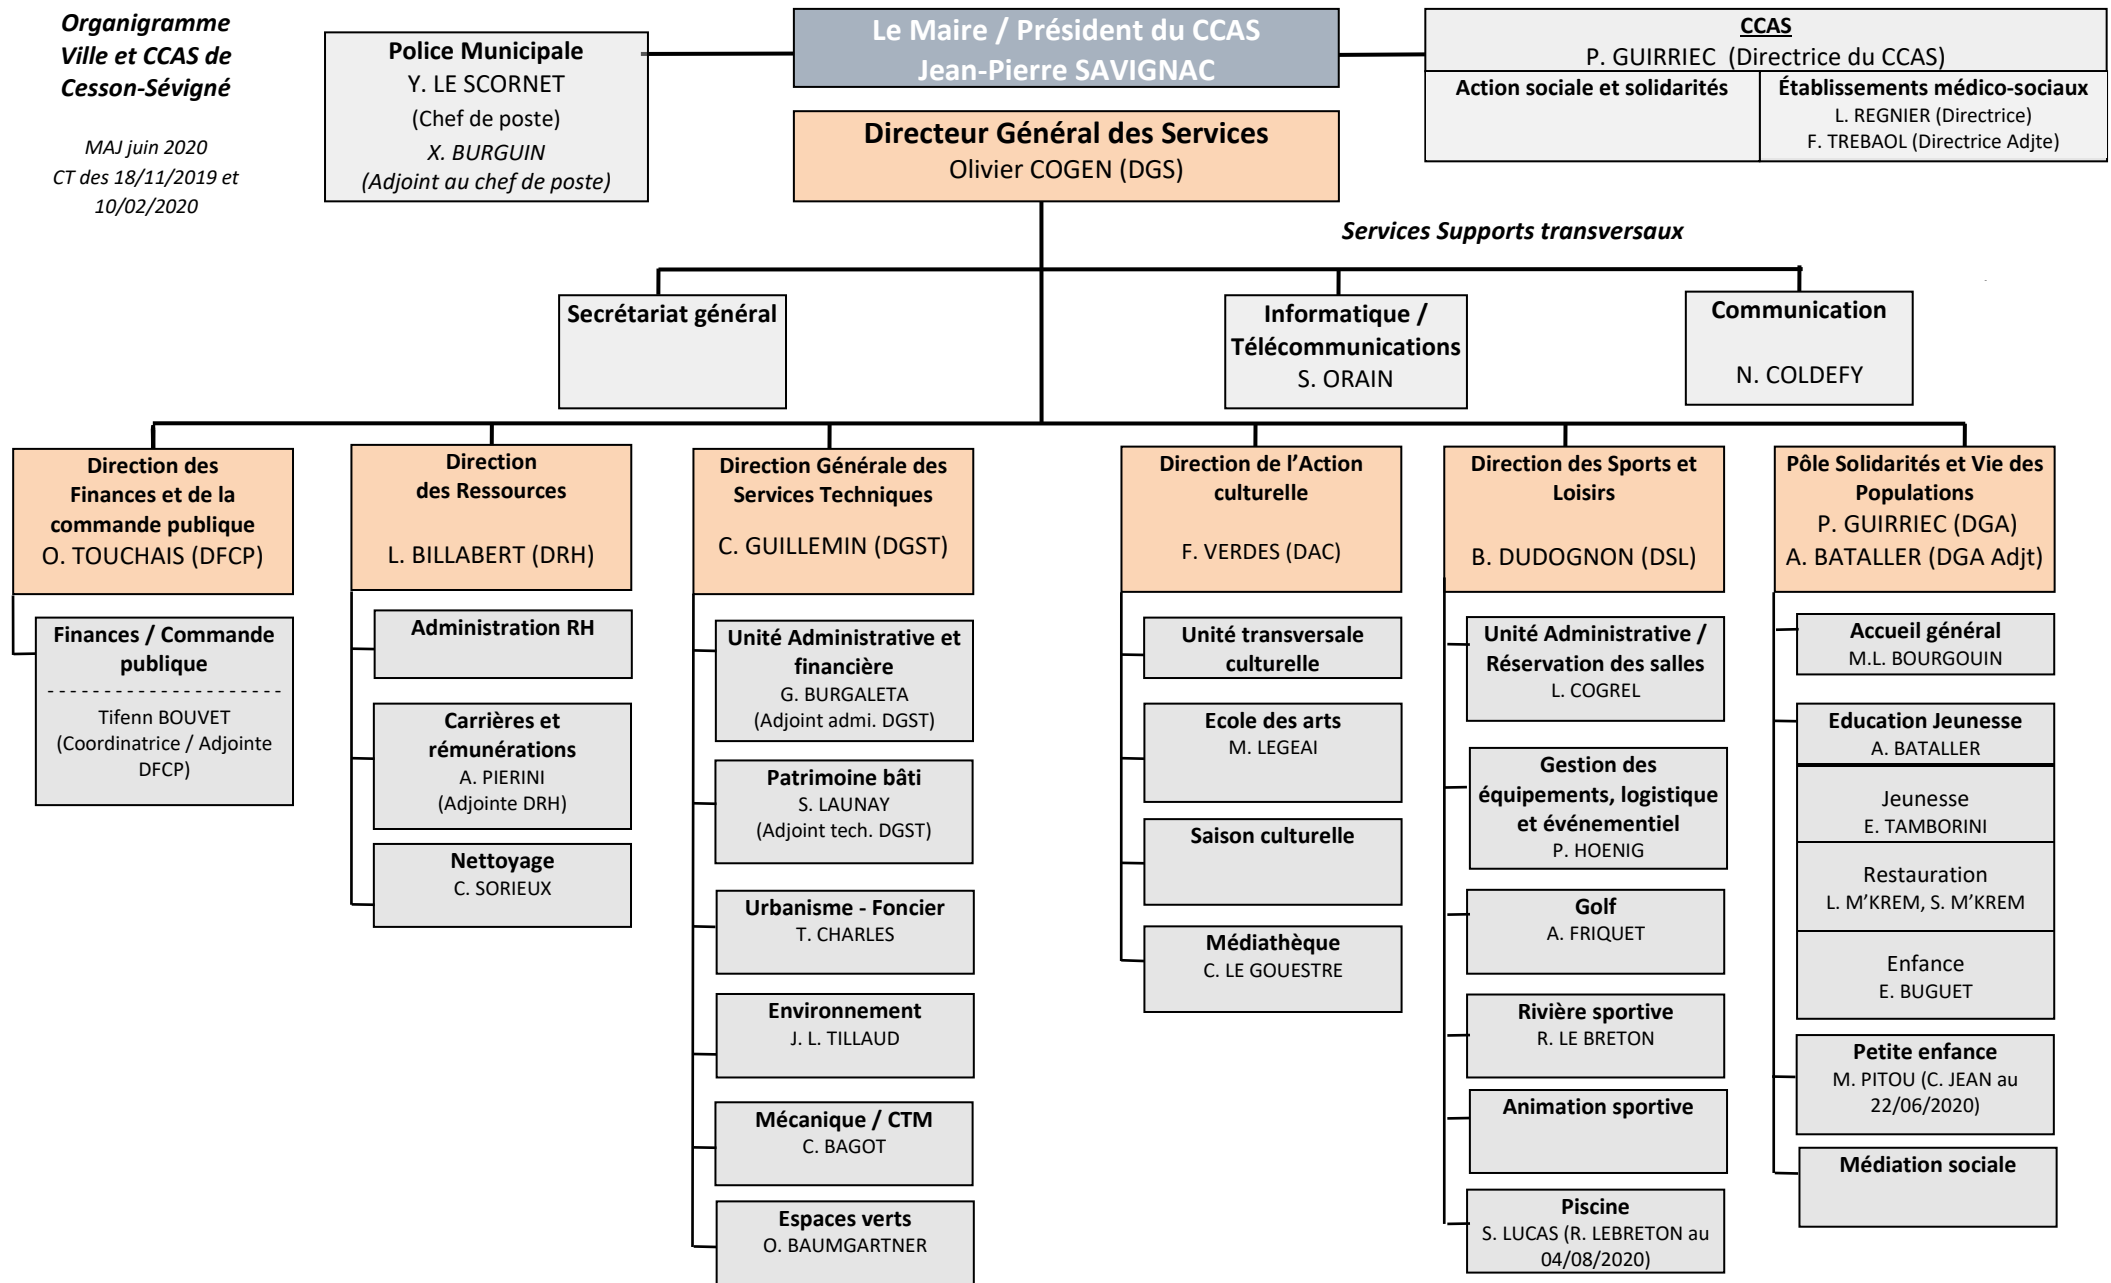 Organigramme
Ville et CCAS de
Cesson-Sévigné
MAJ juin 2020
CT des 18/11/2019 et
10/02/2020
Police Municipale
Y. LE SCORNET
(Chef de poste)
X. BURGUIN
(Adjoint au chef de poste)
Le Maire / Président du CCAS
Jean-Pierre SAVIGNAC
Directeur Général des Services
Olivier COGEN (DGS)
CCAS
P. GUIRRIEC (Directrice du CCAS)
Action sociale et solidarités
Établissements médico-sociaux
L. REGNIER (Directrice)
F. TREBAOL (Directrice Adjte)
Services Supports transversaux
Secrétariat général
Informatique /
Télécommunications
S. ORAIN
Communication
N. COLDEFY
Direction des
Finances et de la
commande publique
O. TOUCHAIS (DFCP)
Finances / Commande
publique
Tifenn BOUVET
(Coordinatrice / Adjointe
DFCP)
Direction
des Ressources
L. BILLABERT (DRH)
Administration RH
Carrières et
rémunérations
A. PIERINI
(Adjointe DRH)
Nettoyage
C. SORIEUX
Direction Générale des
Services Techniques
C. GUILLEMIN (DGST)
Unité Administrative et
financière
G. BURGALETA
(Adjoint admi. DGST)
Patrimoine bâti
S. LAUNAY
(Adjoint tech. DGST)
Urbanisme - Foncier
T. CHARLES
Environnement
J. L. TILLAUD
Mécanique / CTM
C. BAGOT
Espaces verts
O. BAUMGARTNER
Direction de l’Action
culturelle
F. VERDES (DAC)
Unité transversale
culturelle
Ecole des arts
M. LEGEAI
Saison culturelle
Médiathèque
C. LE GOUESTRE
Direction des Sports et
Loisirs
B. DUDOGNON (DSL)
Unité Administrative /
Réservation des salles
L. COGREL
Gestion des
équipements, logistique
et événementiel
P. HOENIG
Golf
A. FRIQUET
Rivière sportive
R. LE BRETON
Animation sportive
Piscine
S. LUCAS (R. LEBRETON au
04/08/2020)
Pôle Solidarités et Vie des
Populations
P. GUIRRIEC (DGA)
A. BATALLER (DGA Adjt)
Accueil général
M.L. BOURGOUIN
Education Jeunesse
A. BATALLER
Jeunesse
E. TAMBORINI
Restauration
L. M’KREM, S. M’KREM
Enfance
E. BUGUET
Petite enfance
M. PITOU (C. JEAN au
22/06/2020)
Médiation sociale